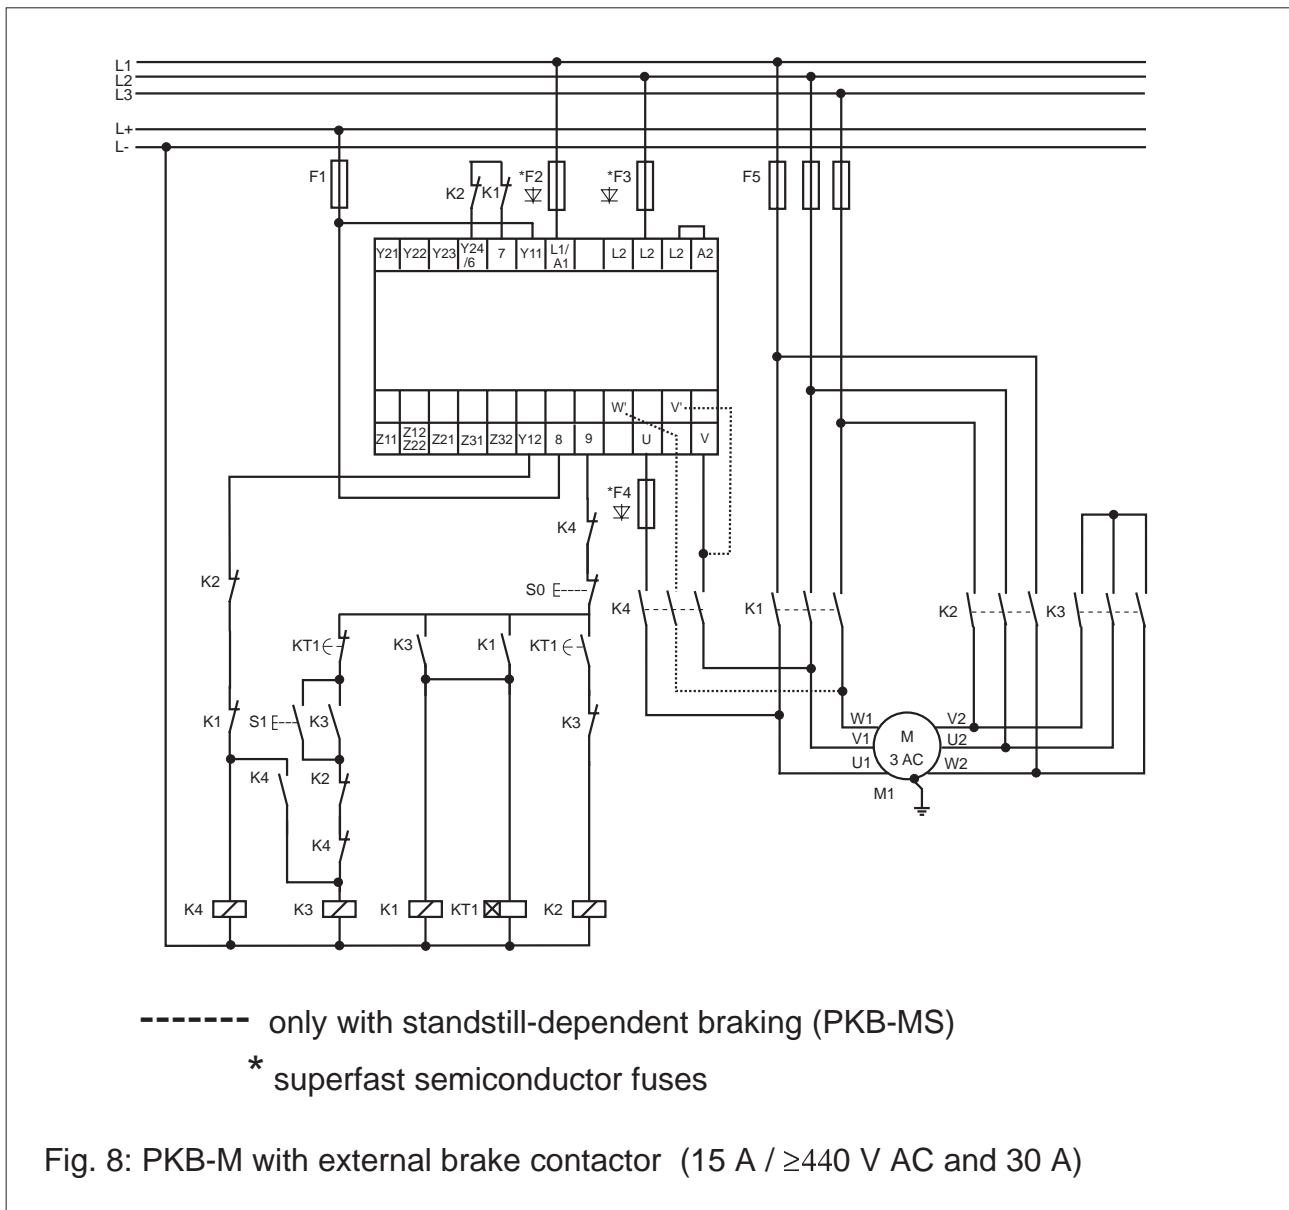 L1
L2
L3
L+
L-
F1
K2
K1
*F2
*F3
F5
Y21 Y22 Y23 Y24 /6 7 Y11 L1/ A1 L2 L2 L2 A2
W' V'
Z11 Z12 Z22 Z21 Z31 Z32 Y12 8 9 U V
*F4
K4
K2
S0
K4
K1
K2
K3
KT1
K3
K1
KT1
K1
S1
K3
K3
W1
V1
U1
M
3 AC
V2
U2
W2
M1
K4
K2
K4
K4
K3
K1
KT1
K2
------- only with standstill-dependent braking (PKB-MS)
* superfast semiconductor fuses
Fig. 8: PKB-M with external brake contactor (15 A / ≥440 V AC and 30 A)